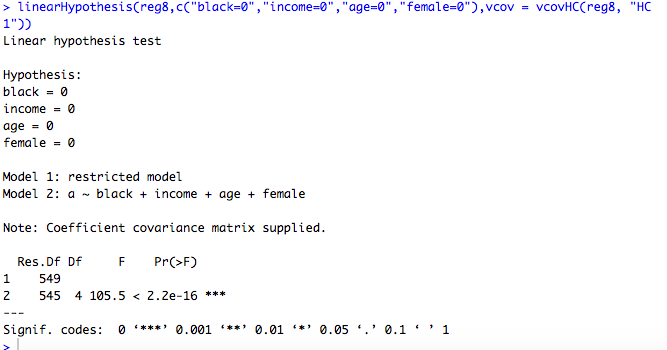 > linearHypothesis(reg8,c("black=0","income=0","age=0","female=0"),vcov = vcovHC(reg8, "HC
1"))
Linear hypothesis test

Hypothesis:
black = 0
income = 0
age = 0
female = 0

Model 1: restricted model
Model 2: a ~ black + income + age + female

Note: Coefficient covariance matrix supplied.

  Res.Df Df     F    Pr(>F)
1    549
2    545  4 105.5 < 2.2e-16 ***
---
Signif. codes:  0 ‘***’ 0.001 ‘**’ 0.01 ‘*’ 0.05 ‘.’ 0.1 ‘ ’ 1
>